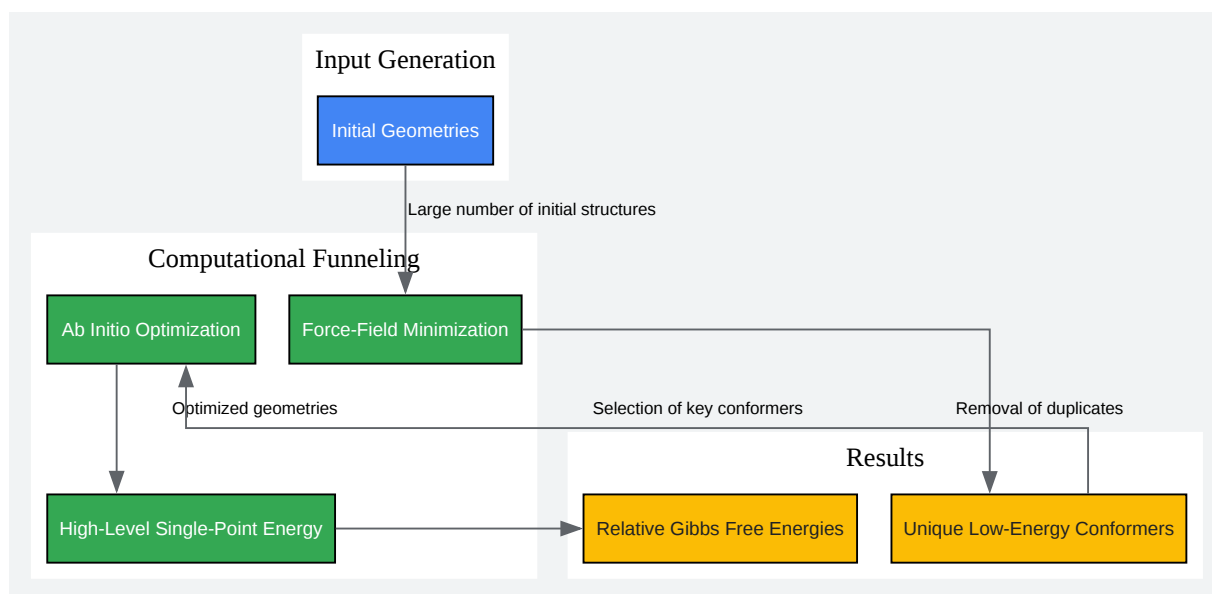 Input Generation
Initial Geometries
Large number of initial structures
Computational Funneling
Ab Initio Optimization
Force-Field Minimization
Optimized geometries
Selection of key conformers
Removal of duplicates
Results
High-Level Single-Point Energy
Relative Gibbs Free Energies
Unique Low-Energy Conformers